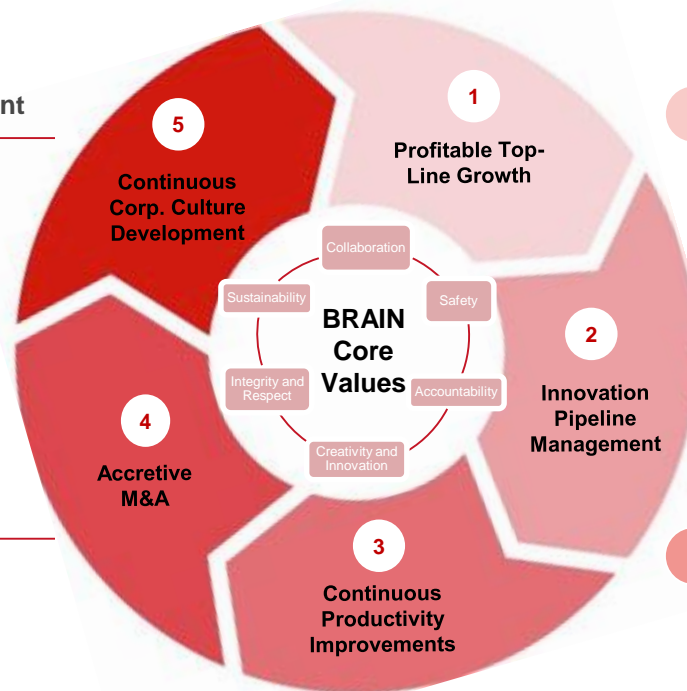 nt
1
Profitable Top-
Line Growth
2
Innovation
Pipeline
Management
3
Continuous
Productivity
Improvements
4
Accretive
M&A
5
Continuous
Corp. Culture
Development
BRAIN
Core
Values
Collaboration
Safety
Accountability
Creativity and
Innovation
Integrity and
Respect
Sustainability